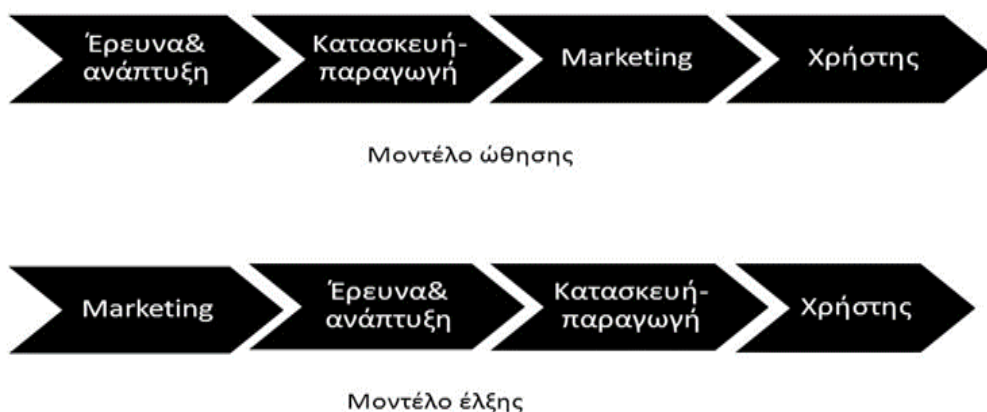 Έρευνα&
ανάπτυξη
Κατασκευή-
παραγωγή
Marketing
Χρήστης
Μοντέλο ώθησης
Marketing
Έρευνα&
ανάπτυξη
Κατασκευή-
παραγωγή
Χρήστης
Μοντέλο έλξης